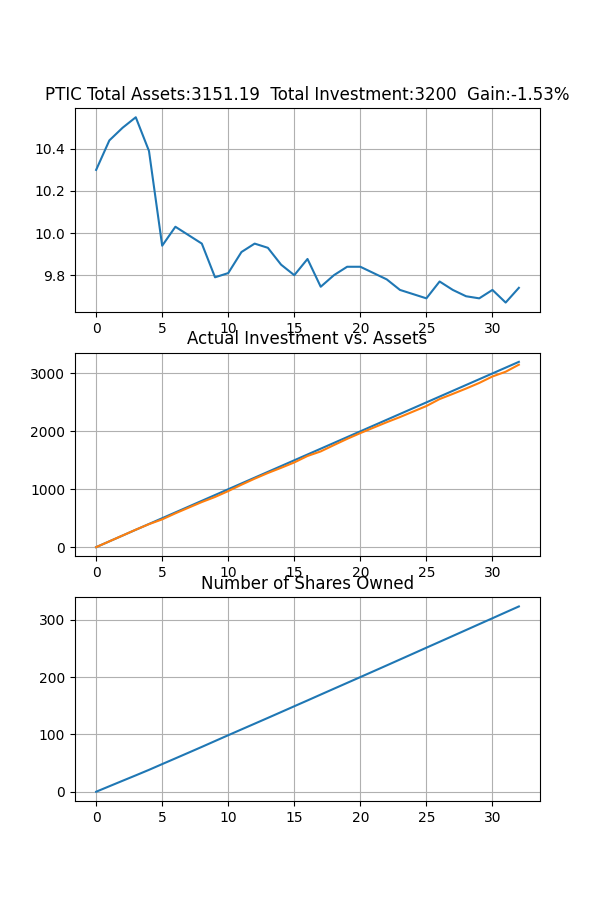 PTIC Total Assets:3151.19 Total Investment:3200 Gain:-1.53%
10.4
10.2
10.0
9.8
0 5 10 15 20 25 30
Actual Investment vs. Assets
3000
2000
1000
0
0 5 10 15 20 25 30
Number of Shares Owned
300
200
100
0
0 5 10 15 20 25 30